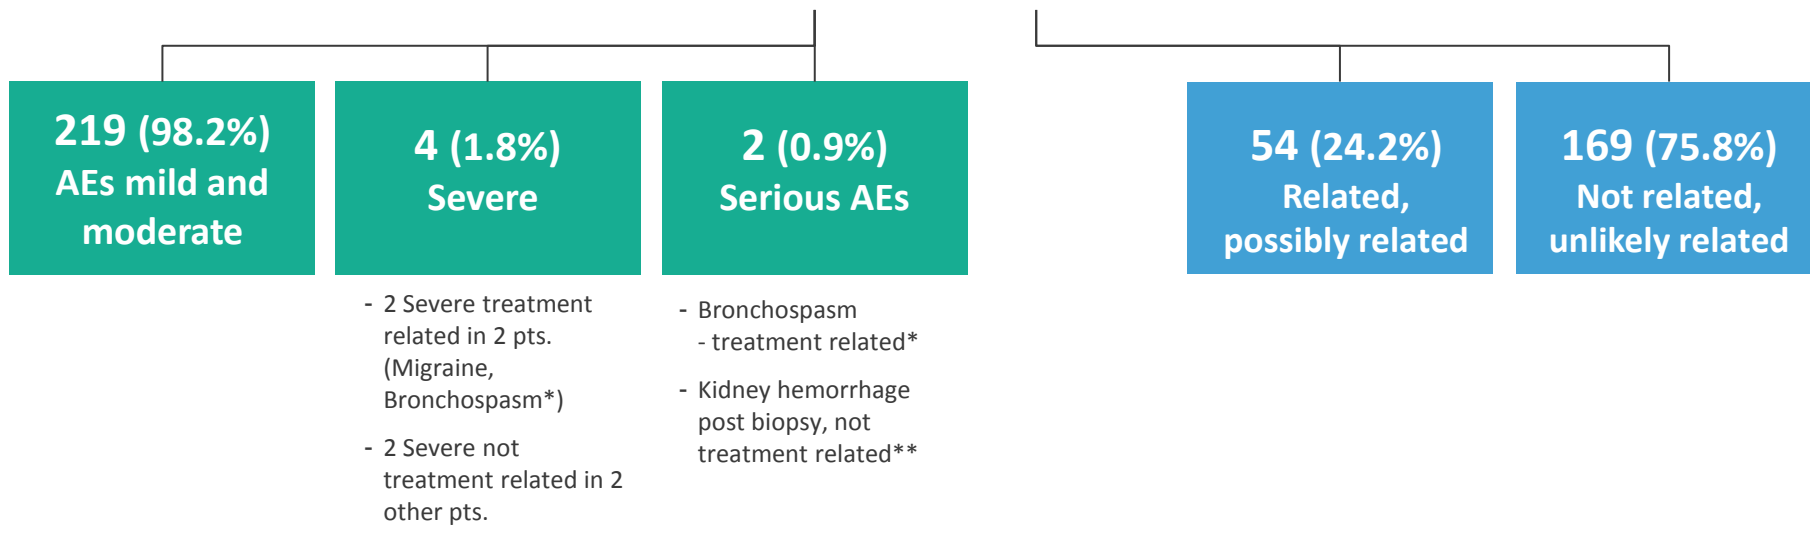 219 (98.2%)
AEs mild and
moderate
4 (1.8%)
Severe
2 (0.9%)
Serious AEs
54 (24.2%)
Related,
possibly related
169 (75.8%)
Not related,
unlikely related
- 2 Severe treatment
related in 2 pts.
(Migraine,
Bronchospasm*)
- 2 Severe not
treatment related in 2
other pts.
- Bronchospasm
- treatment related*
- Kidney hemorrhage
post biopsy, not
treatment related**